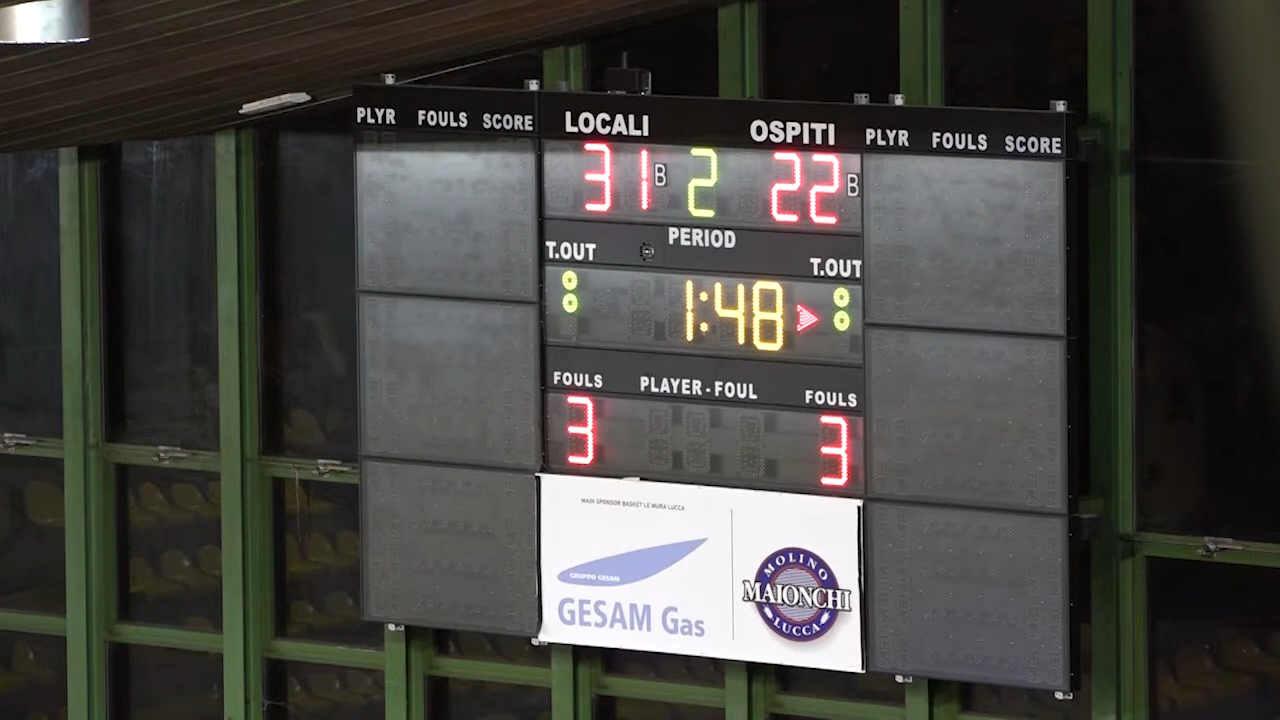 PLYR FOULS SCORE LOCALI OSPITI PLYR FOULS SCORE
31 B 2 22 B
PERIOD
T.OUT T.OUT
1:48
FOULS PLAYER-FOUL FOULS
3 3
MAIN SPONSOR BASKET LE MURA LUCCA
GRUPPO GESAM
GESAM Gas
MOLINO
MAIONCHI
LUCCA